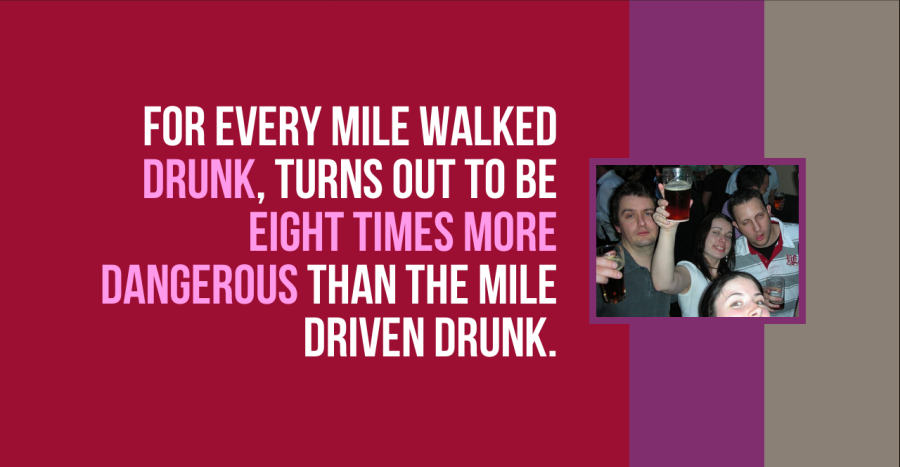 FOR EVERY MILE WALKED
DRUNK, TURNS OUT TO BE
EIGHT TIMES MORE
DANGEROUS THAN THE MILE
DRIVEN DRUNK.